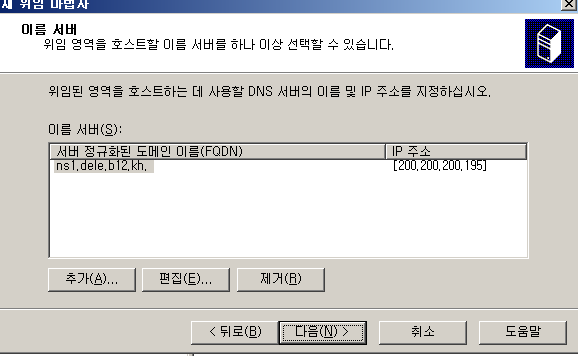 새 위임 마법사
이름 서버
위임 영역을 호스트할 이름 서버를 하나 이상 선택할 수 있습니다.
위임된 영역을 호스트하는 데 사용할 DNS 서버의 이름 및 IP 주소를 지정하십시오.
이름 서버(S):
서버 정규화된 도메인 이름(FQDN) IP 주소
ns1.dele.b12.kh. [200.200.200.195]
추가(A)... 편집(E)... 제거(R)
< 뒤로(B) 다음(N) > 취소 도움말